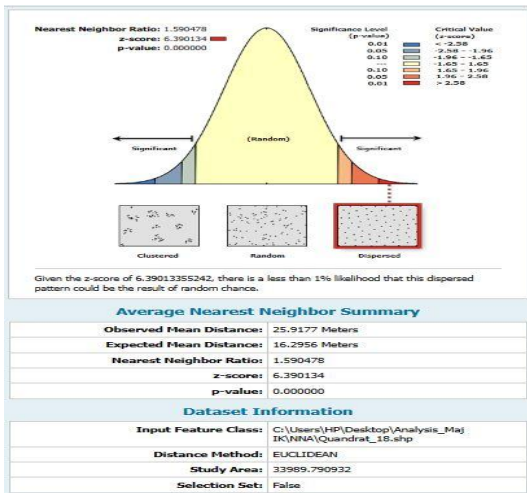 Nearest Neighbor Ratio: 1.590478
z-score: 6.390134
p-value: 0.000000
Significance Level (p-value)
Critical Value (z-score)
0.01 < -2.58
0.05 -2.58 - -1.96
0.10 -1.96 - -1.65
--- -1.65 - 1.65
0.10 1.65 - 1.96
0.05 1.96 - 2.58
0.01 > 2.58
Significant
(Random)
Significant
Clustered
Random
Dispersed
Given the z-score of 6.39013355242, there is a less than 1% likelihood that this dispersed
pattern could be the result of random chance.
Average Nearest Neighbor Summary
Observed Mean Distance: 25.9177 Meters
Expected Mean Distance: 16.2956 Meters
Nearest Neighbor Ratio: 1.590478
z-score: 6.390134
p-value: 0.000000
Dataset Information
Input Feature Class: C:\Users\HP\Desktop\Analysis_Maj
IK\NNA\Quandrat_18.shp
Distance Method: EUCLIDEAN
Study Area: 33989.790932
Selection Set: False